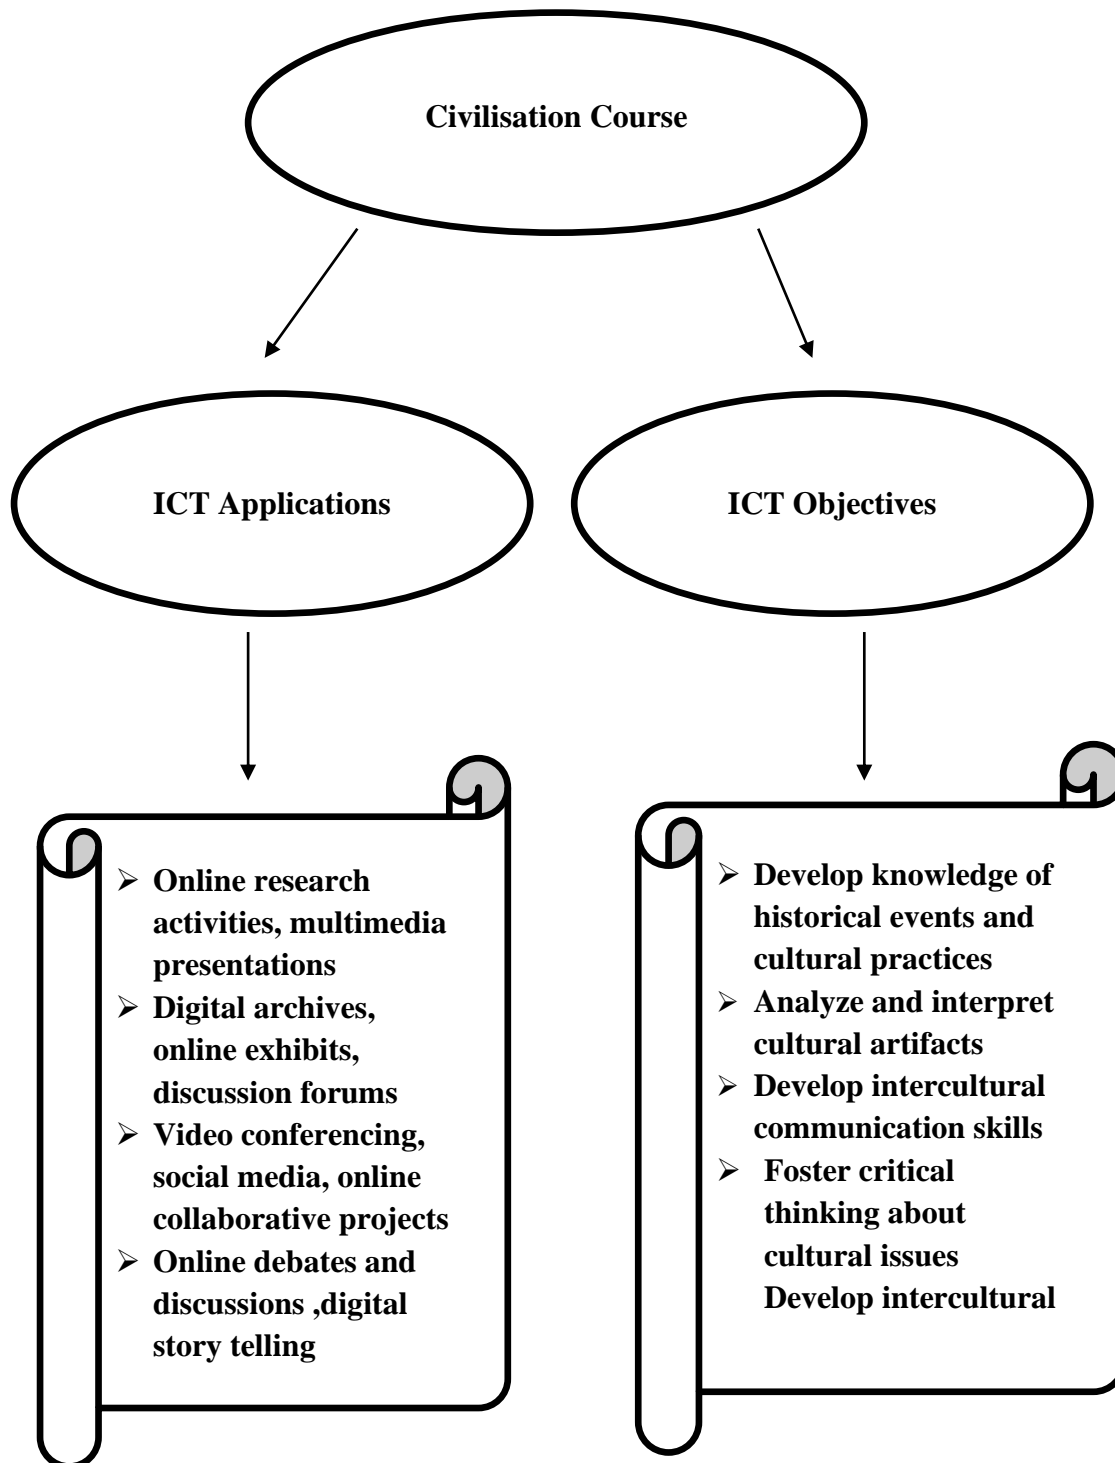 Civilisation Course
ICT Applications
ICT Objectives
➢ Online research
activities, multimedia
presentations
➢ Digital archives,
online exhibits,
discussion forums
➢ Video conferencing,
social media, online
collaborative projects
➢ Online debates and
discussions ,digital
story telling
➢ Develop knowledge of
historical events and
cultural practices
➢ Analyze and interpret
cultural artifacts
➢ Develop intercultural
communication skills
➢ Foster critical
thinking about
cultural issues
Develop intercultural